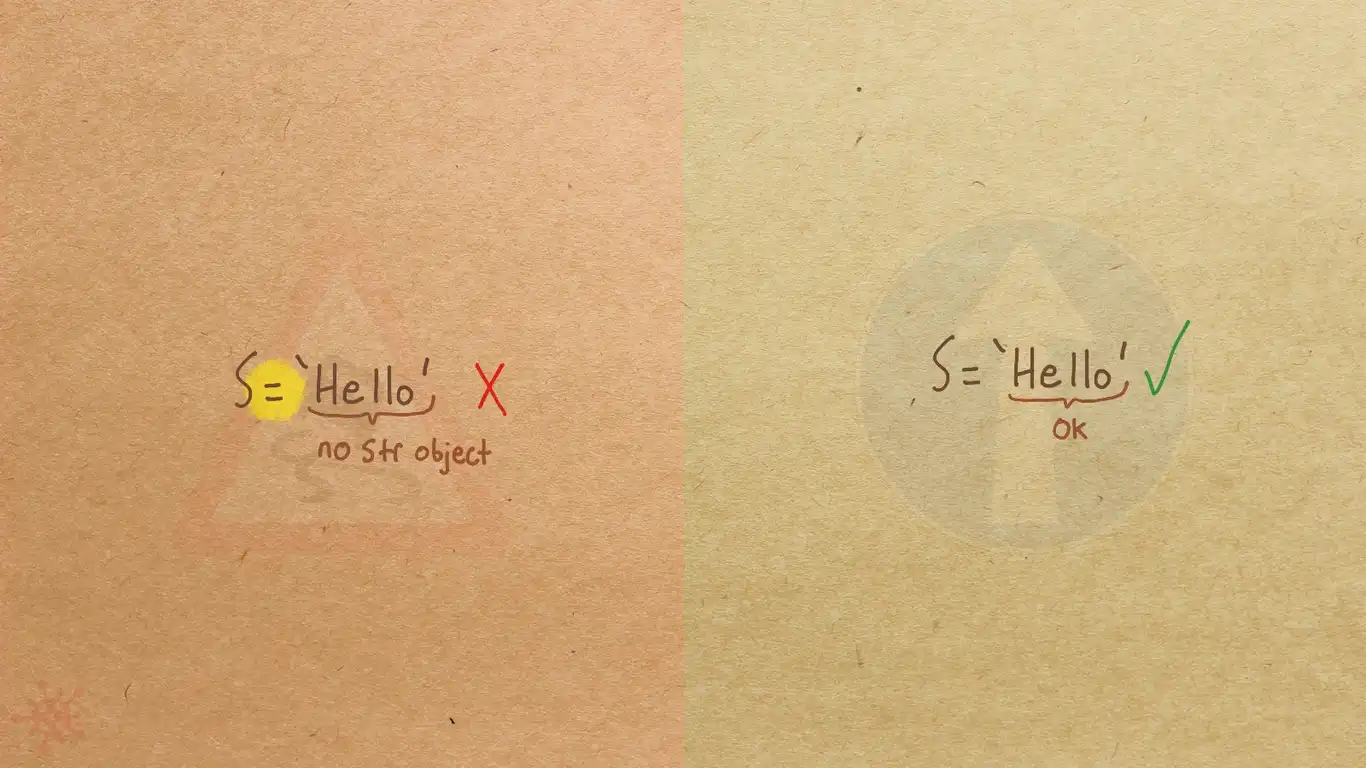 S= `Hello' X
no Str object
S= `Hello' ✓
Ok